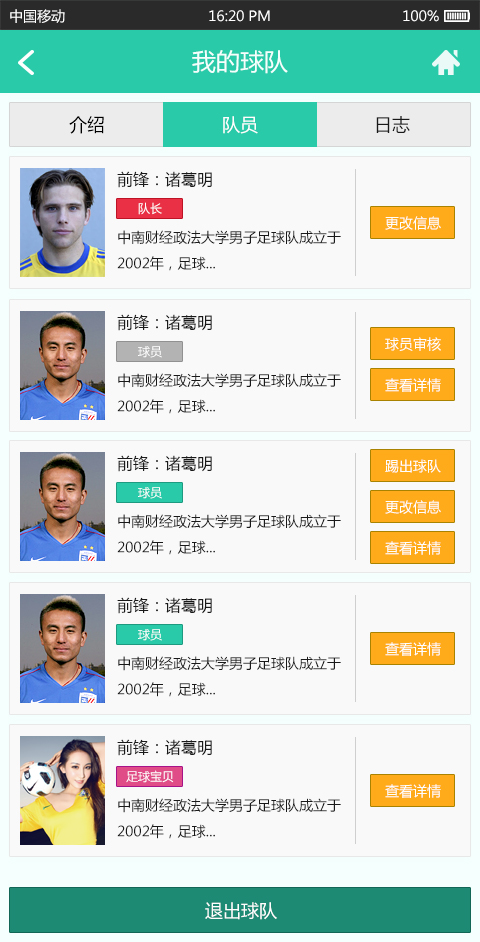 中国移动 16:20 PM 100%
我的球队
介绍 队员 日志
前锋：诸葛明
队长
中南财经政法大学男子足球队成立于
2002年，足球...
更改信息
前锋：诸葛明
球员
中南财经政法大学男子足球队成立于
2002年，足球...
球员审核
查看详情
前锋：诸葛明
球员
中南财经政法大学男子足球队成立于
2002年，足球...
踢出球队
更改信息
查看详情
前锋：诸葛明
球员
中南财经政法大学男子足球队成立于
2002年，足球...
查看详情
前锋：诸葛明
足球宝贝
中南财经政法大学男子足球队成立于
2002年，足球...
查看详情
退出球队